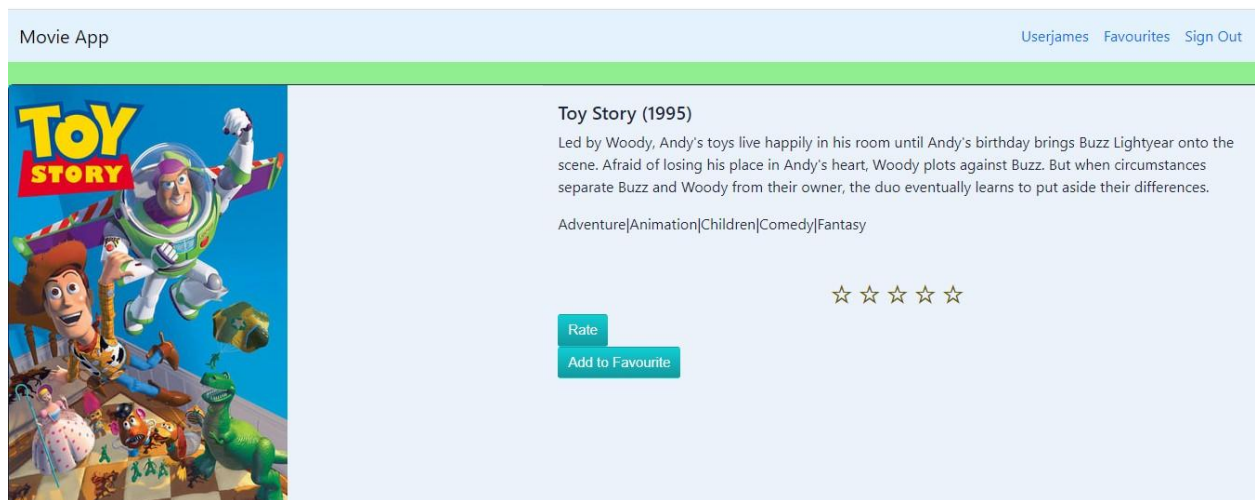 Movie App
Userjames Favourites Sign Out
TOY
STORY
Toy Story (1995)
Led by Woody, Andy's toys live happily in his room until Andy's birthday brings Buzz Lightyear onto the
scene. Afraid of losing his place in Andy's heart, Woody plots against Buzz. But when circumstances
separate Buzz and Woody from their owner, the duo eventually learns to put aside their differences.
Adventure|Animation|Children|Comedy|Fantasy
Rate
Add to Favourite